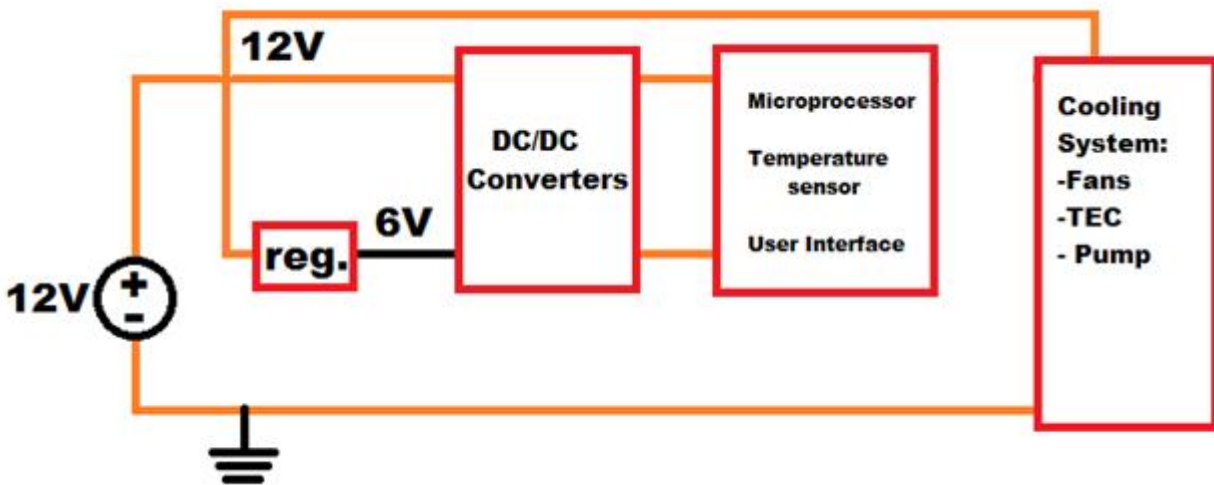 12V
DC/DC
Converters
Microprocessor
Temperature
sensor
User Interface
Cooling
System:
-Fans
-TEC
- Pump
6V
reg.
12V
+
-